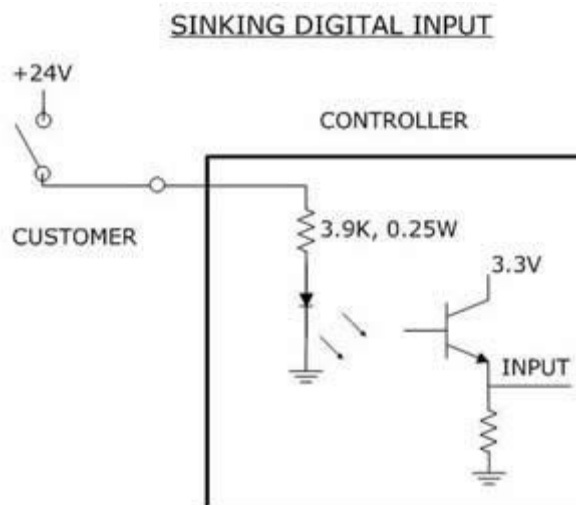 SINKING DIGITAL INPUT
+24V
CONTROLLER
CUSTOMER
3.9K, 0.25W
3.3V
INPUT